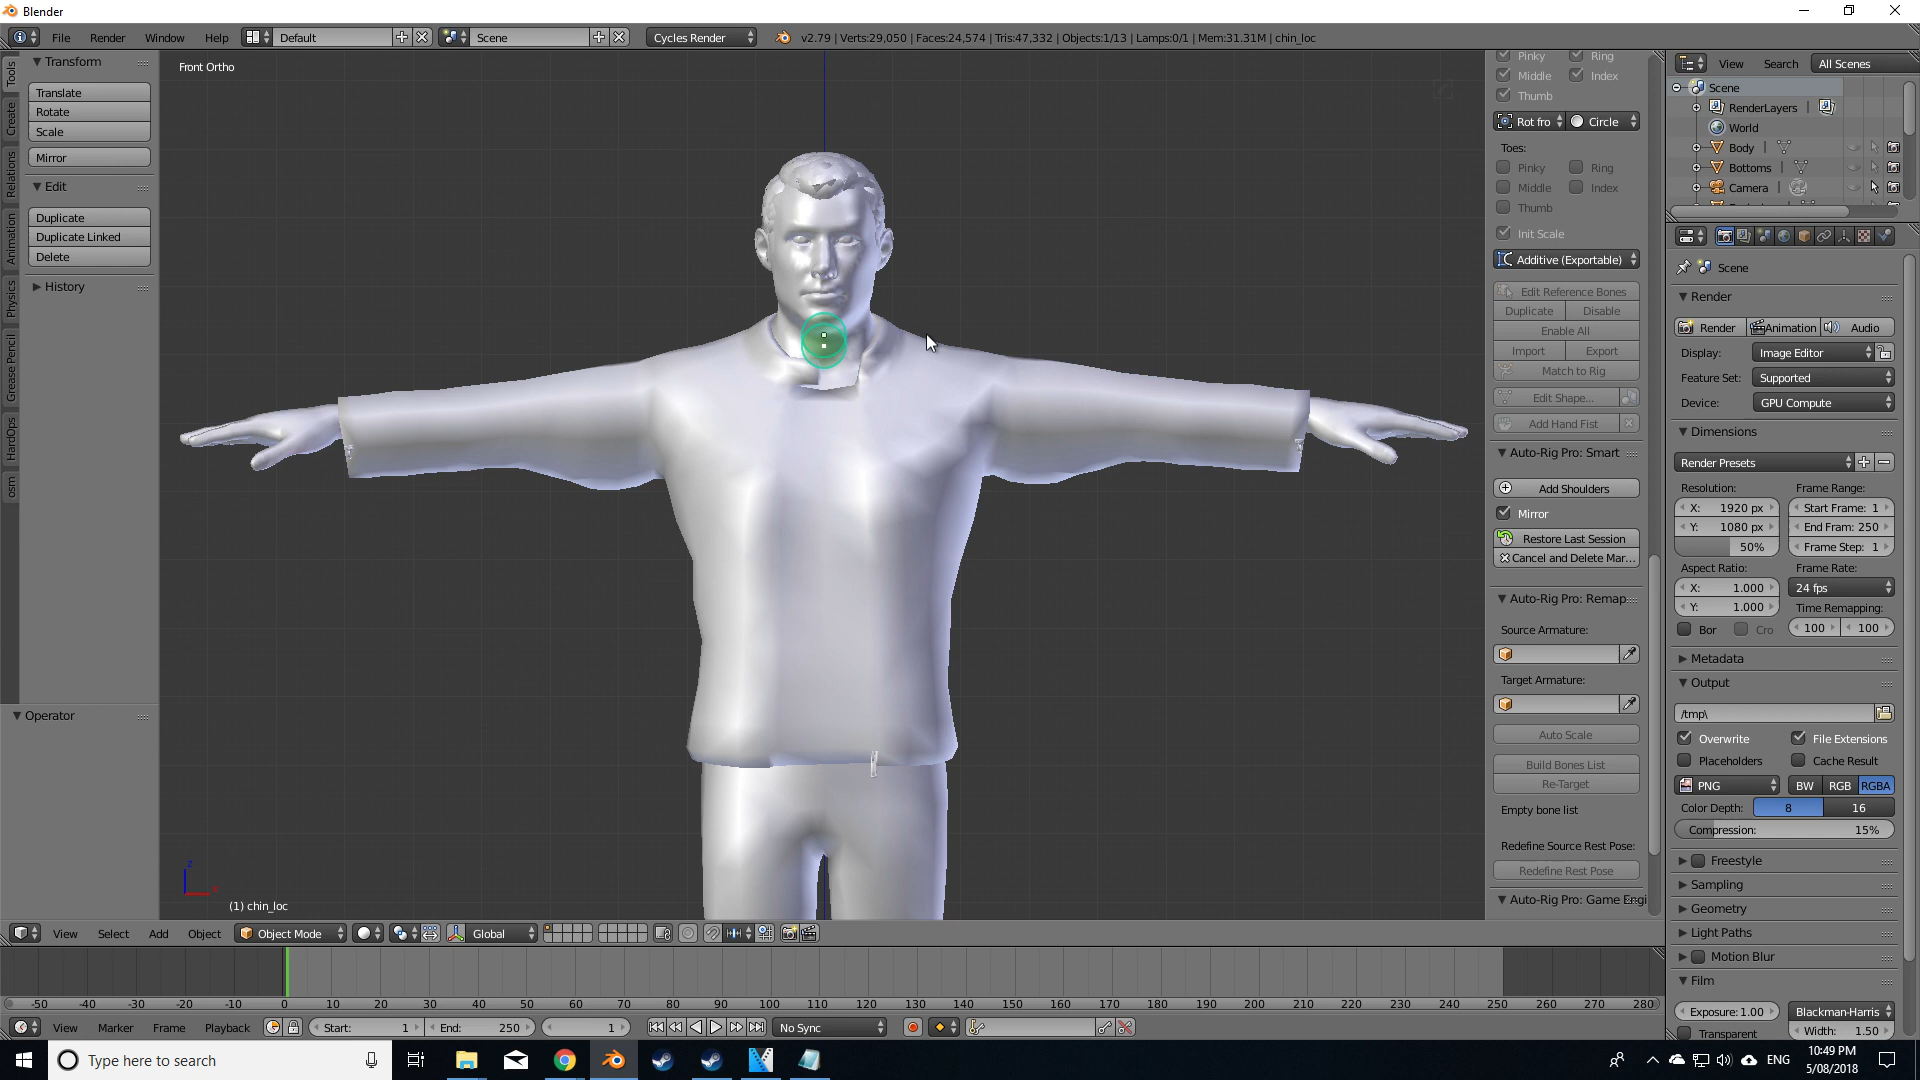 Blender
File Render Window Help Default Scene Cycles Render v2.79 | Verts:29,050 | Faces:24,574 | Tris:47,332 | Objects:1/13 | Lamps:0/1 | Mem:31.31M | chin_loc
Tools
Create
Relations
Animation
Physics
Grease Pencil
HardOps
osm
Transform
Translate
Rotate
Scale
Mirror
Edit
Duplicate
Duplicate Linked
Delete
History
Operator
Front Ortho
z
(1) chin_loc
Pinky Ring
Middle Index
Thumb
Rot fro Circle
Toes:
Pinky Ring
Middle Index
Thumb
Init Scale
Additive (Exportable)
Edit Reference Bones
Duplicate Disable
Enable All
Import Export
Match to Rig
Edit Shape...
Add Hand Fist
Auto-Rig Pro: Smart
Add Shoulders
Mirror
Restore Last Session
Cancel and Delete Mar...
Auto-Rig Pro: Remap
Source Armature:
Target Armature:
Auto Scale
Build Bones List
Re-Target
Empty bone list
Redefine Source Rest Pose:
Redefine Rest Pose
Auto-Rig Pro: Game Engi
View Search All Scenes
Scene
RenderLayers
World
Body
Bottoms
Camera
Scene
Render
Render Animation Audio
Display: Image Editor
Feature Set: Supported
Device: GPU Compute
Dimensions
Render Presets
Resolution: Frame Range:
X: 1920 px Start Frame: 1
Y: 1080 px End Fram: 250
50% Frame Step: 1
Aspect Ratio: Frame Rate:
X: 1.000 24 fps
Y: 1.000 Time Remapping:
Bor Cro 100 100
Metadata
Output
/tmp\
Overwrite File Extensions
Placeholders Cache Result
PNG BW RGB RGBA
Color Depth: 8 16
Compression: 15%
Freestyle
Sampling
Geometry
Light Paths
Motion Blur
Film
Exposure: 1.00 Blackman-Harris
Transparent Width: 1.50
View Select Add Object Object Mode Global
-50 -40 -30 -20 -10 0 10 20 30 40 50 60 70 80 90 100 110 120 130 140 150 160 170 180 190 200 210 220 230 240 250 260 270 280
View Marker Frame Playback Start: 1 End: 250 1 No Sync
Type here to search
ENG
10:49 PM
5/08/2018